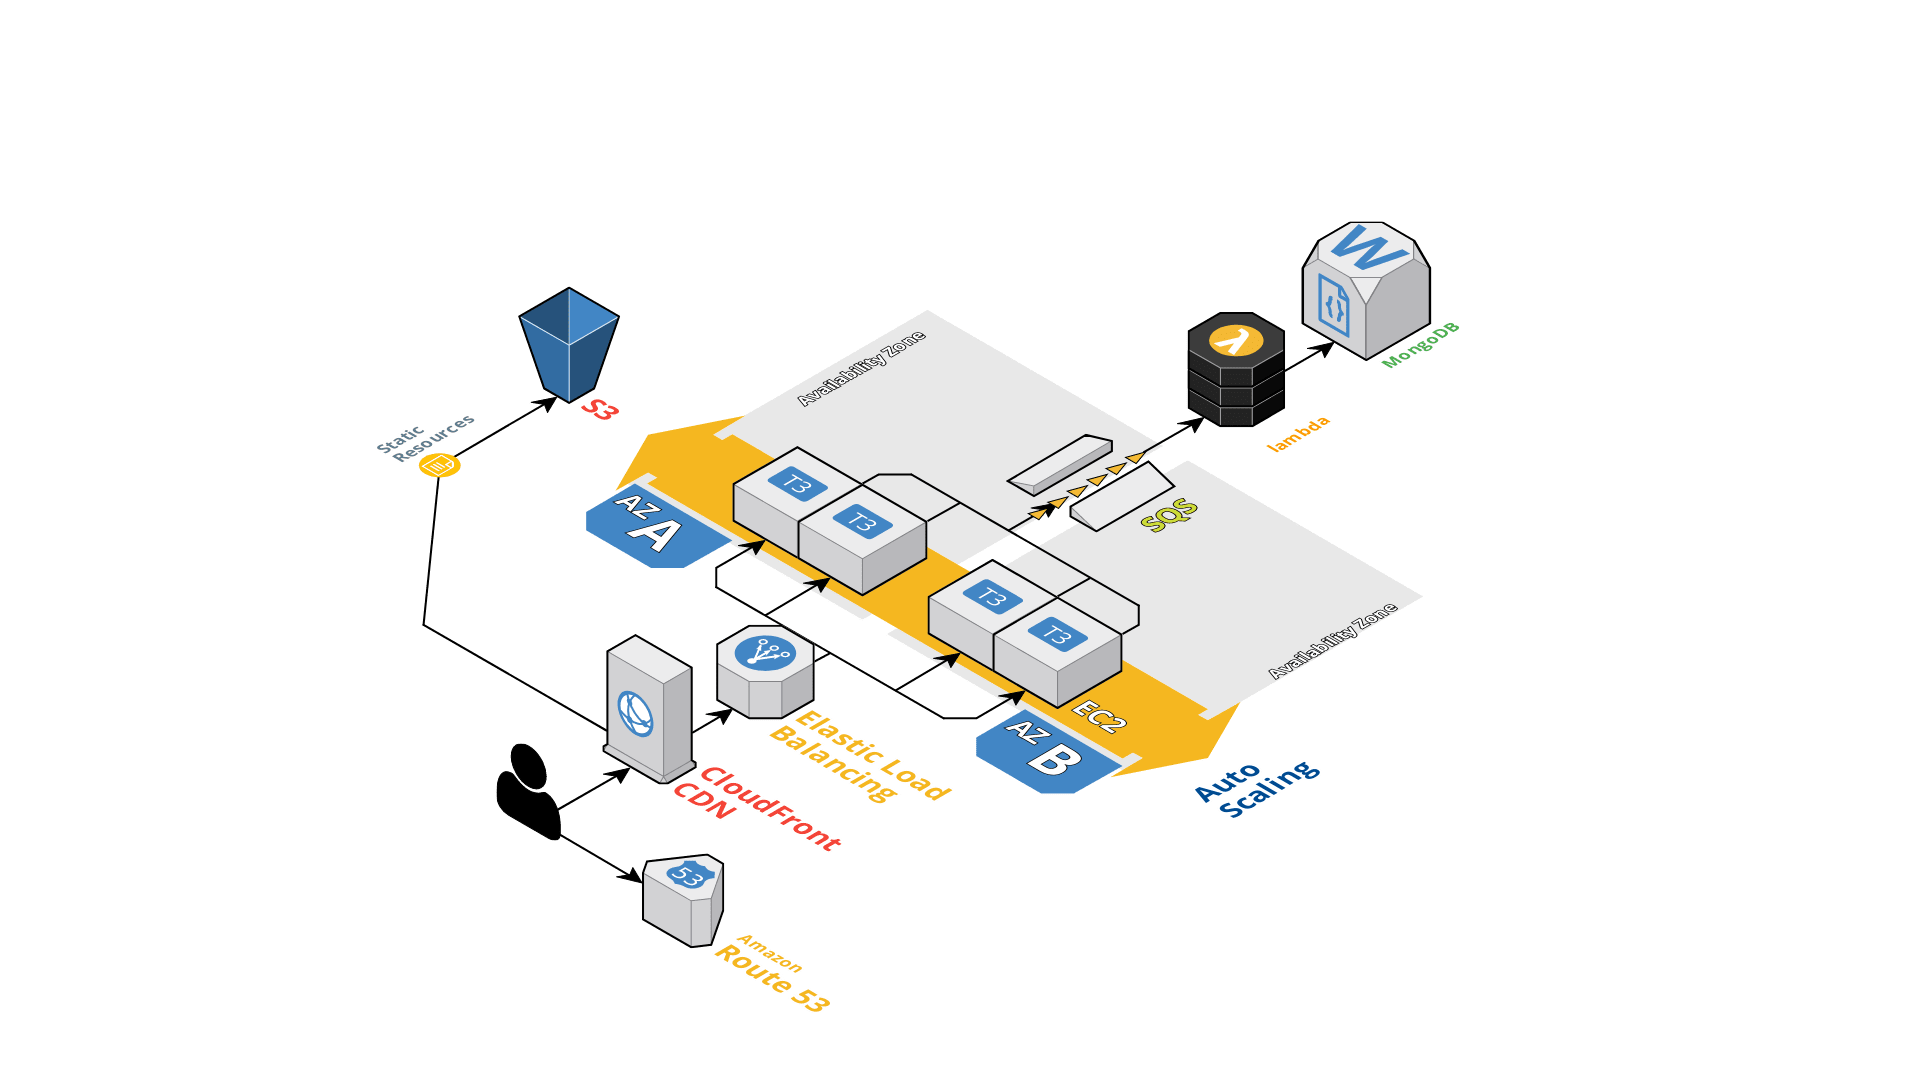 W
MongoDB
lambda
Availability Zone
S3
Static
Resources
AZ A
T3
T3
SQS
T3
T3
Availability Zone
EC2
AZ B
Auto
Scaling
Elastic Load
Balancing
CloudFront
CDN
53
Amazon
Route 53